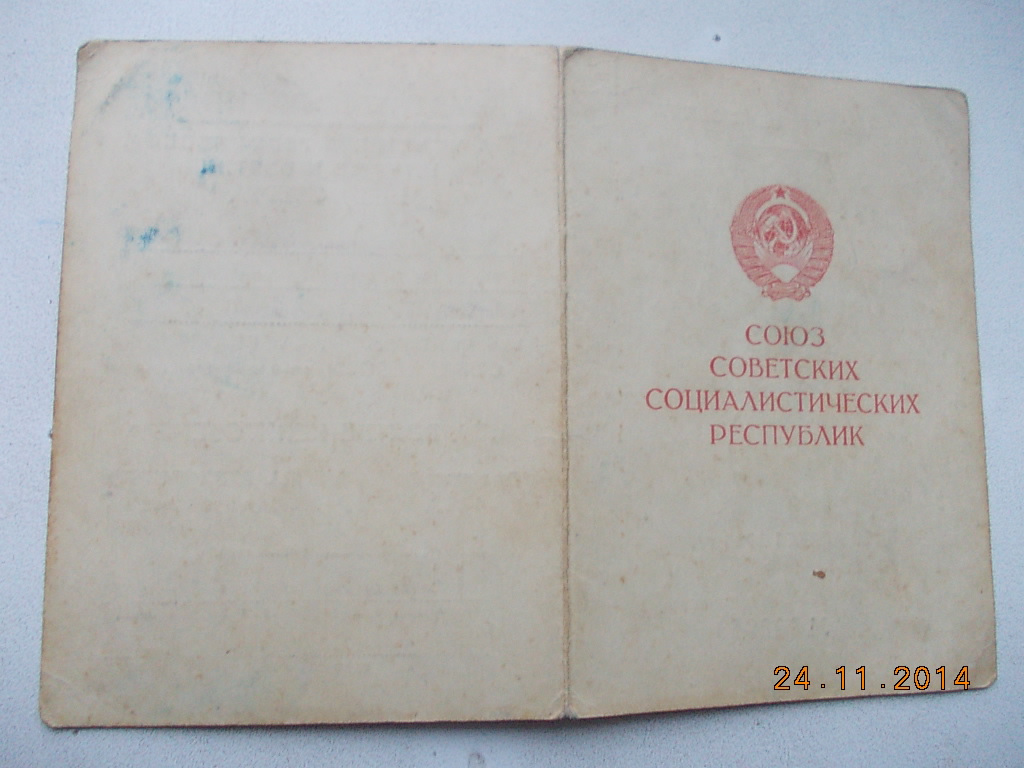 СОЮЗ
СОВЕТСКИХ
СОЦИАЛИСТИЧЕСКИХ
РЕСПУБЛИК
24.11.2014